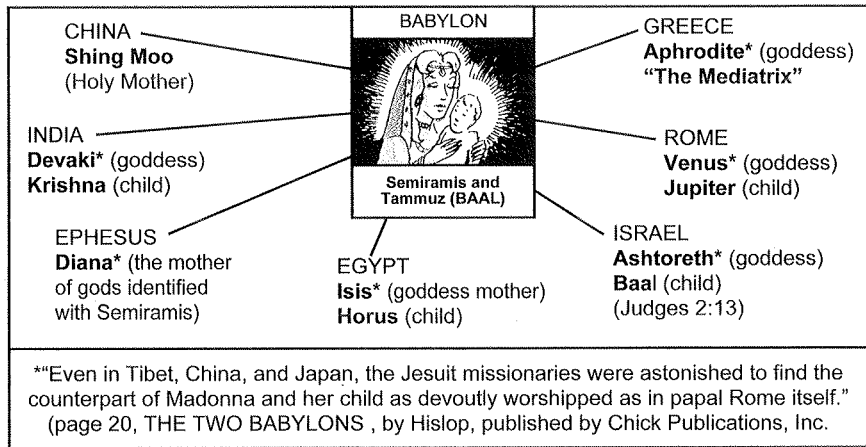 BABYLON
CHINA
Shing Moo
(Holy Mother)
GREECE
Aphrodite* (goddess)
“The Mediatrix”
INDIA
Devaki* (goddess)
Krishna (child)
ROME
Venus* (goddess)
Jupiter (child)
Semiramis and
Tammuz (BAAL)
EPHESUS
Diana* (the mother
of gods identified
with Semiramis)
EGYPT
Isis* (goddess mother)
Horus (child)
ISRAEL
Ashtoreth* (goddess)
Baal (child)
(Judges 2:13)
*“Even in Tibet, China, and Japan, the Jesuit missionaries were astonished to find the
counterpart of Madonna and her child as devoutly worshipped as in papal Rome itself.”
(page 20, THE TWO BABYLONS , by Hislop, published by Chick Publications, Inc.